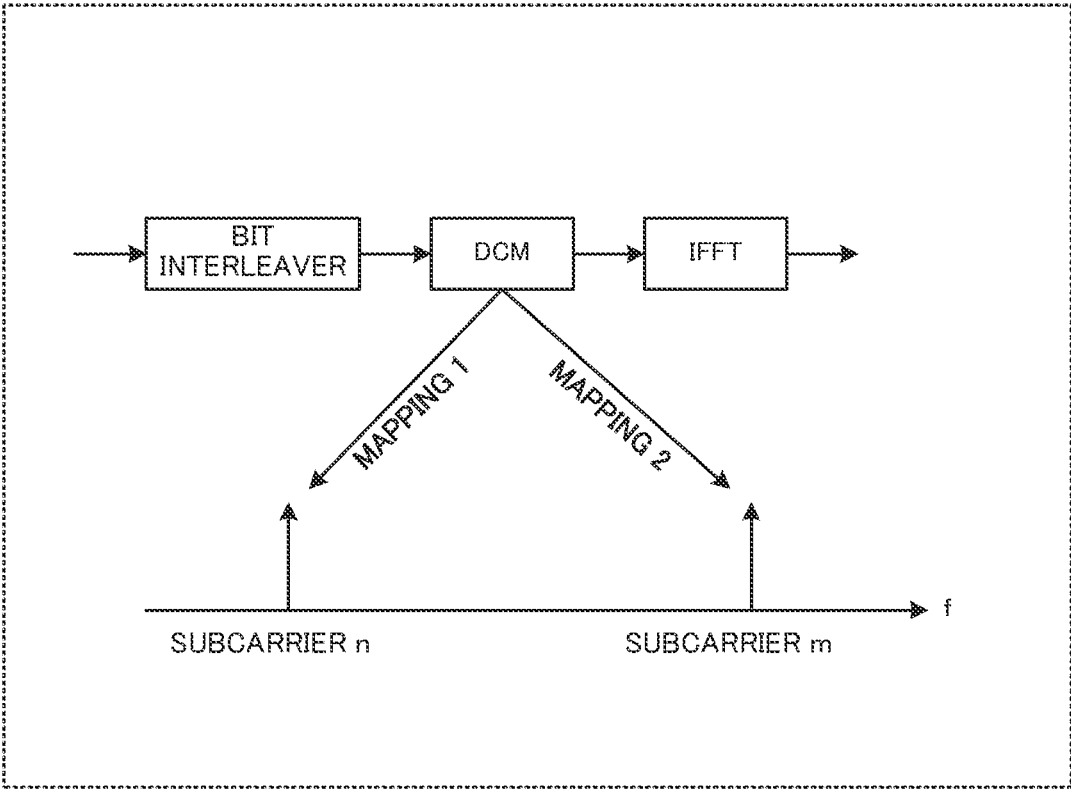 BIT
INTERLEAVER
DCM
IFFT
MAPPING 1
MAPPING 2
f
SUBCARRIER n
SUBCARRIER m